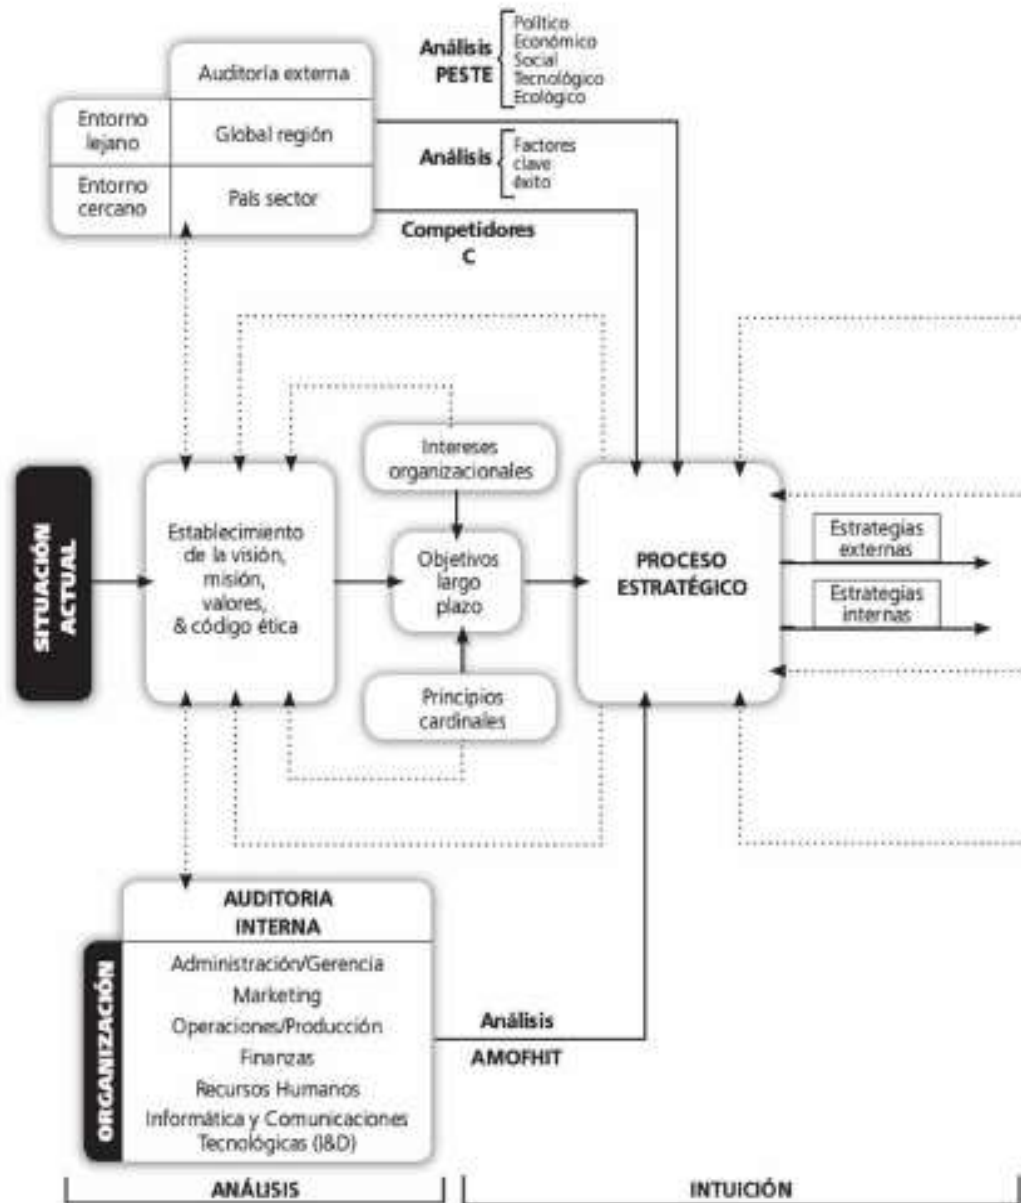 Auditoría externa
Entorno
lejano
Global región
Entorno
cercano
País sector
Análisis
PESTE
Político
Económico
Social
Tecnológico
Ecológico
Análisis
Factores
clave
éxito
Competidores
C
SITUACIÓN
ACTUAL
Establecimiento
de la visión,
misión,
valores,
& código ética
Intereses
organizacionales
Objetivos
largo
plazo
Principios
cardinales
PROCESO
ESTRATÉGICO
Estrategias
externas
Estrategias
internas
ORGANIZACIÓN
AUDITORIA
INTERNA
Administración/Gerencia
Marketing
Operaciones/Producción
Finanzas
Recursos Humanos
Informática y Comunicaciones
Tecnológicas (I&D)
Análisis
AMOFHIT
ANÁLISIS
INTUICIÓN